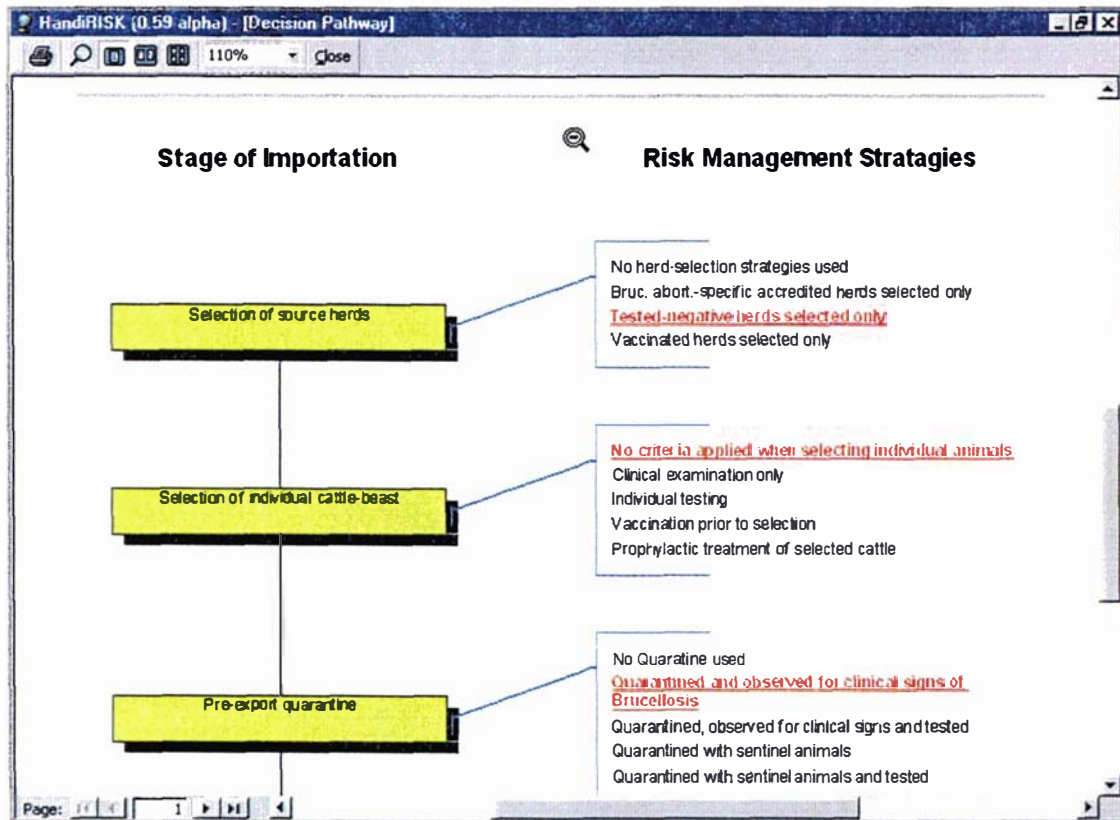 HandiRISK (0.59 alpha) - [Decision Pathway]
110% Close
Stage of Importation
Risk Management Stratagies
Selection of source herds
No herd-selection strategies used
Bruc. abort.-specific accredited herds selected only
Tested-negative herds selected only
Vaccinated herds selected only
Selection of individual cattle-beast
No criteria applied when selecting individual animals
Clinical examination only
Individual testing
Vaccination prior to selection
Prophylactic treatment of selected cattle
Pre-export quarantine
No Quaratine used
Quarantined and observed for clinical signs of
Brucellosis
Quarantined, observed for clinical signs and tested
Quarantined with sentinel animals
Quarantined with sentinel animals and tested
Page: 1